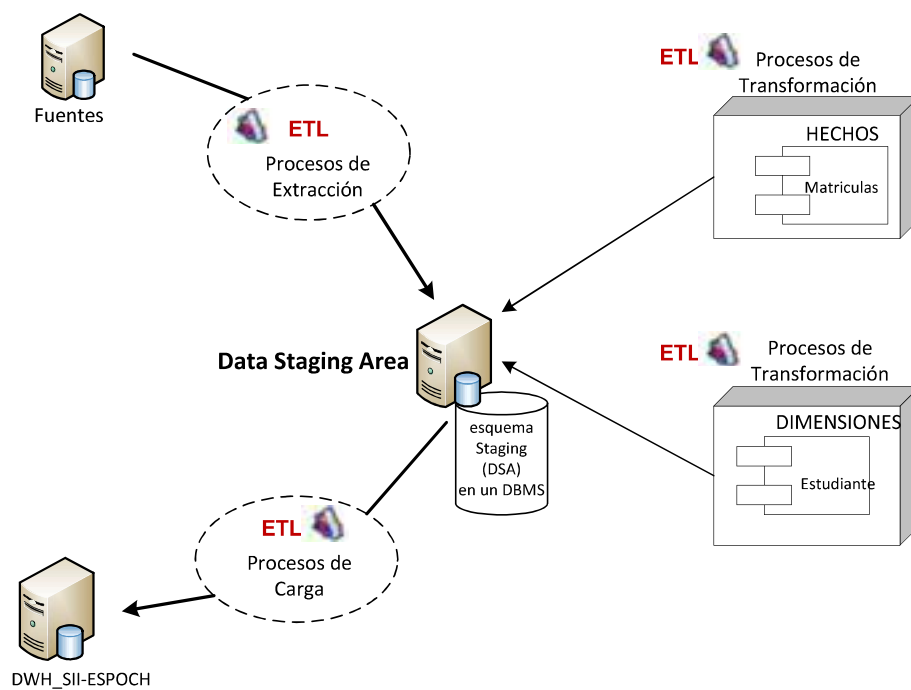 Fuentes
ETL
Procesos de
Extracción
ETL
Procesos de
Transformación
HECHOS
Matriculas
Data Staging Area
esquema
Staging
(DSA)
en un DBMS
ETL
Procesos de
Transformación
DIMENSIONES
Estudiante
ETL
Procesos de
Carga
DWH_SII-ESPOCH